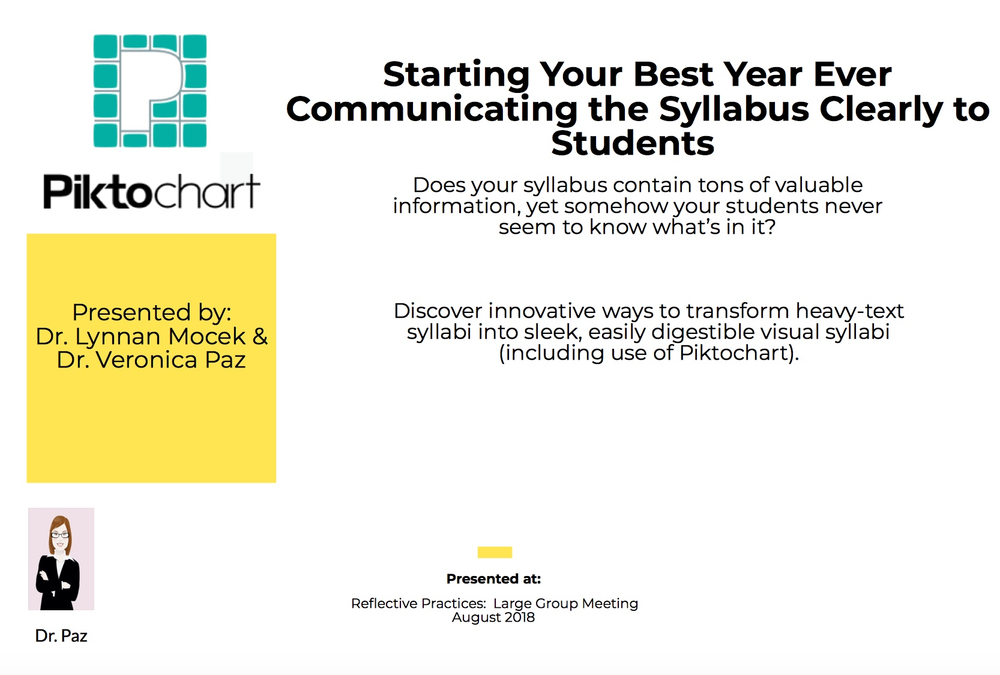 Piktochart
Starting Your Best Year Ever
Communicating the Syllabus Clearly to
Students
Does your syllabus contain tons of valuable
information, yet somehow your students never
seem to know what’s in it?
Discover innovative ways to transform heavy-text
syllabi into sleek, easily digestible visual syllabi
(including use of Piktochart).
Presented by:
Dr. Lynnan Mocek &
Dr. Veronica Paz
Dr. Paz
Presented at:
Reflective Practices:  Large Group Meeting
August 2018